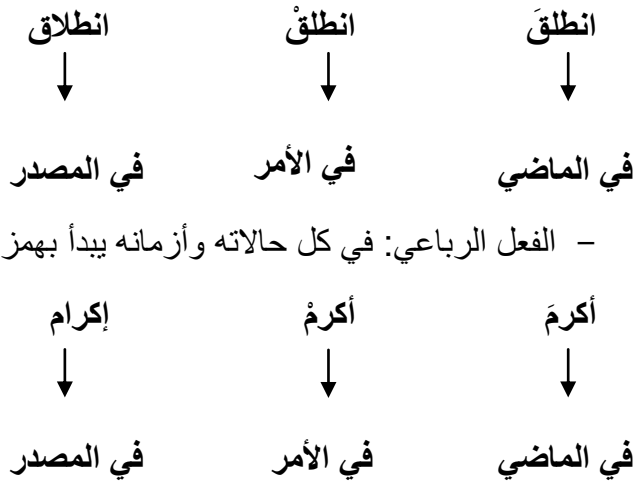 انطلقَ انطلقْ انطلاق
في الماضي في الأمر في المصدر
- الفعل الرباعي: في كل حالاته وأزمانه يبدأ بهمز
أكرمَ أكرمْ إكرام
في الماضي في الأمر في المصدر